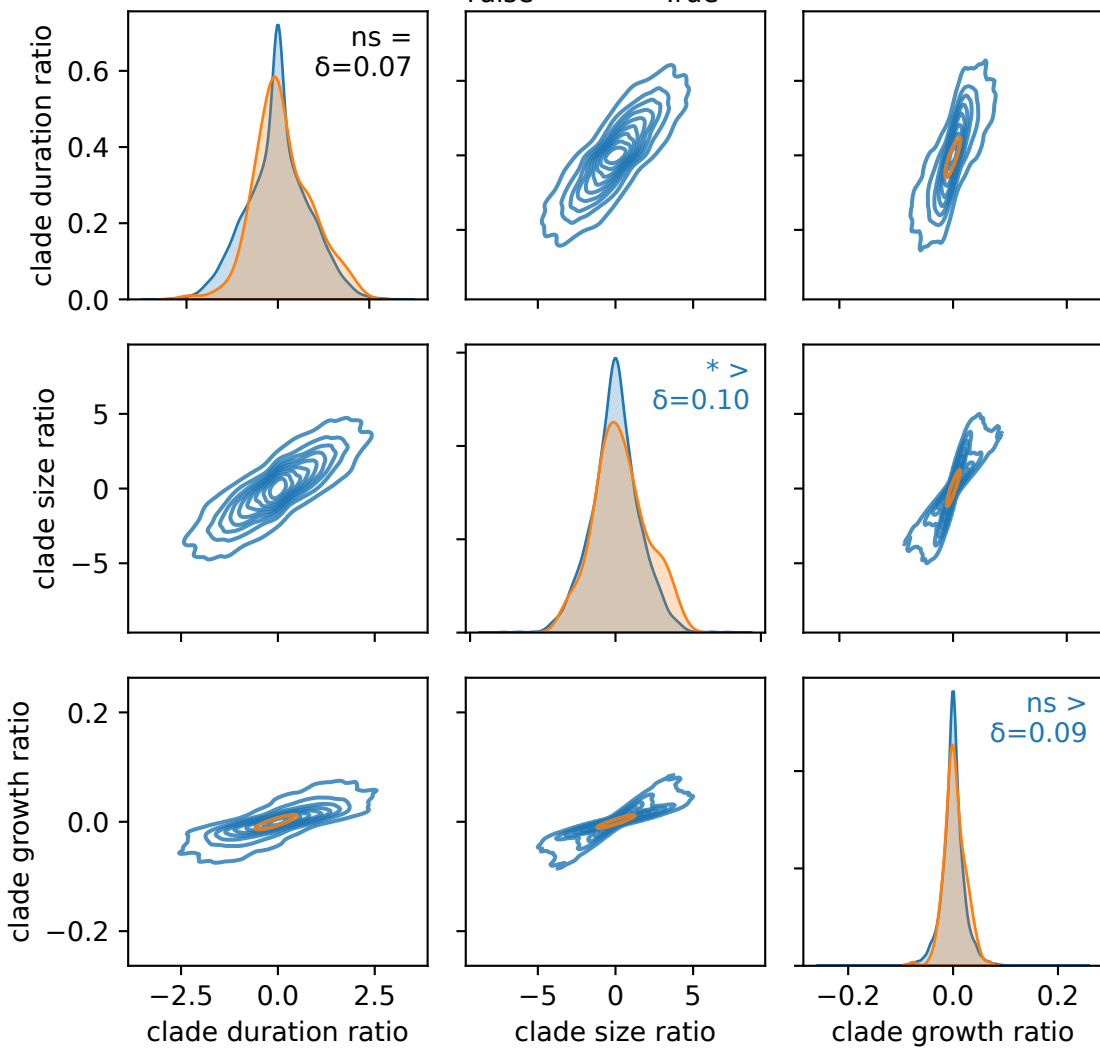 ns =
δ=0.07
clade duration ratio
0.6
0.4
0.2
0.0
* >
δ=0.10
clade size ratio
5
0
−5
ns >
δ=0.09
clade growth ratio
0.2
0.0
−0.2
−2.5 0.0 2.5 −5 0 5 −0.2 0.0 0.2
clade duration ratio clade size ratio clade growth ratio